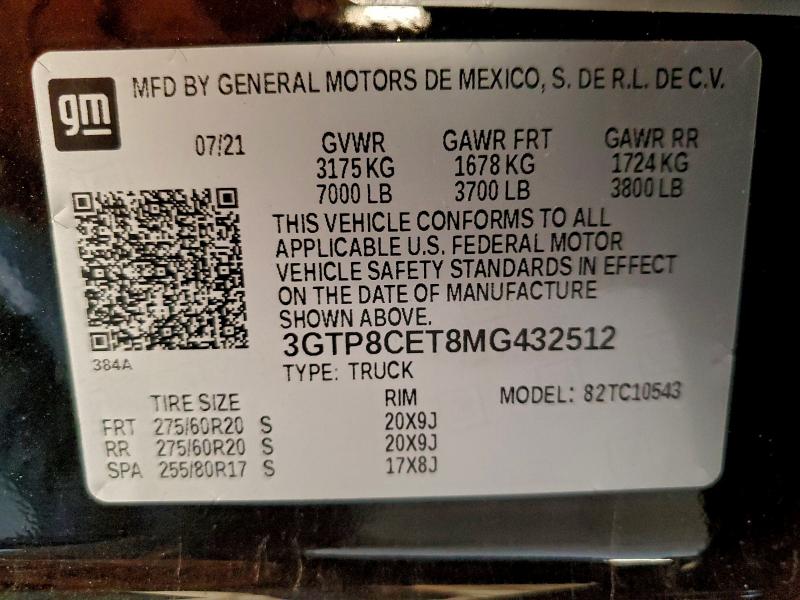 gm
MFD BY GENERAL MOTORS DE MEXICO, S. DE R.L. DE C.V.
07/21 GVWR GAWR FRT GAWR RR
3175 KG 1678 KG 1724 KG
7000 LB 3700 LB 3800 LB
THIS VEHICLE CONFORMS TO ALL
APPLICABLE U.S. FEDERAL MOTOR
VEHICLE SAFETY STANDARDS IN EFFECT
ON THE DATE OF MANUFACTURE
SHOWN ABOVE.
384A
3GTP8CET8MG432512
TYPE: TRUCK
TIRE SIZE RIM MODEL: 82TC10543
FRT 275/60R20 S 20X9J
RR 275/60R20 S 20X9J
SPA 255/80R17 S 17X8J